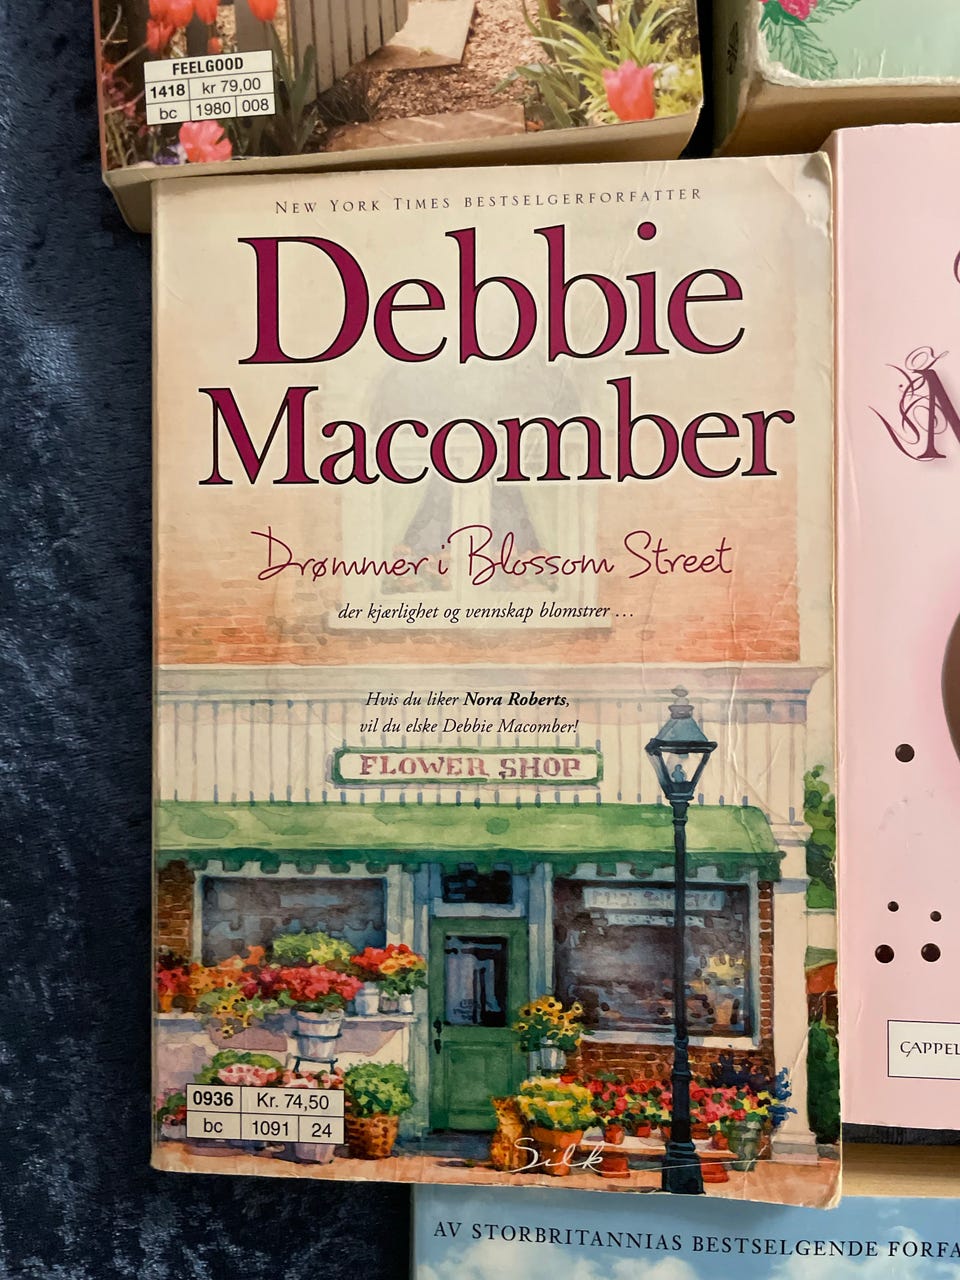 FEELGOOD
1418 kr 79,00
bc 1980 008
NEW YORK TIMES BESTSELGERFORFATTER
Debbie
Macomber
Drømmer i Blossom Street
der kjærlighet og vennskap blomstrer ...
Hvis du liker Nora Roberts,
vil du elske Debbie Macomber!
FLOWER SHOP
0936 Kr. 74,50
bc 1091 24
Silk
AV STORBRITANNIAS BESTSELGENDE